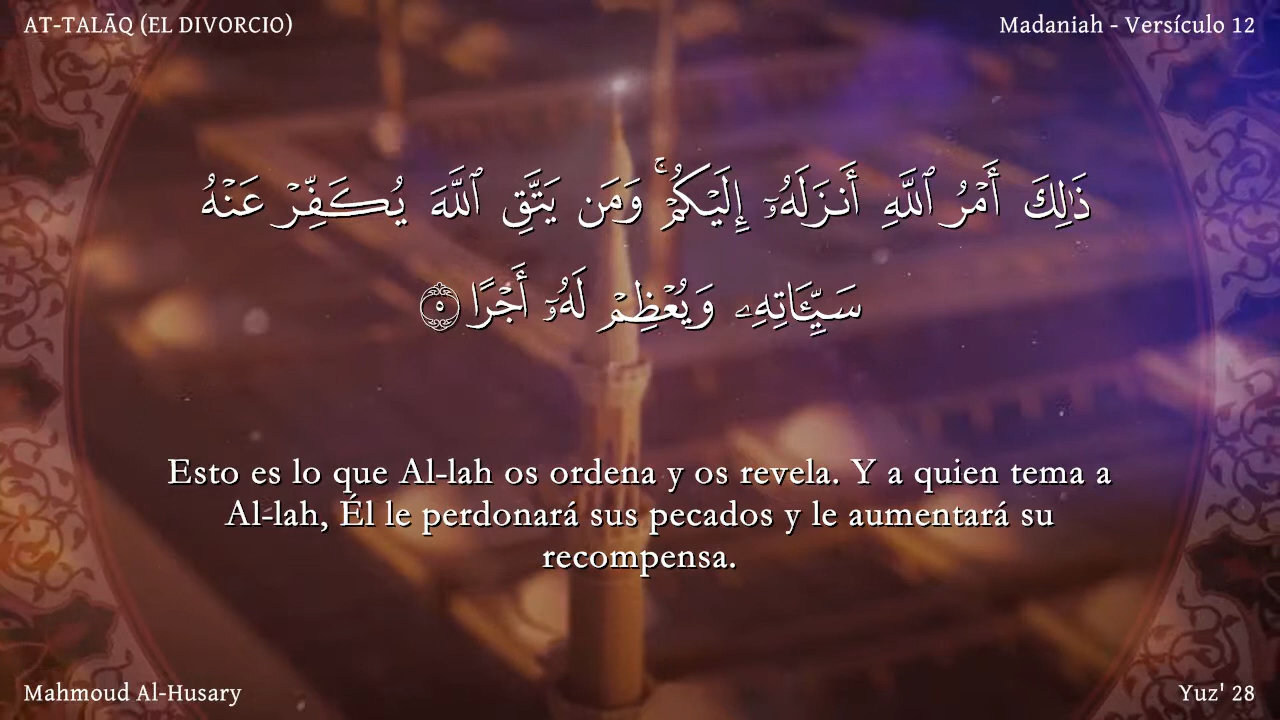 AT-TALĀQ (EL DIVORCIO)
Madaniah - Versículo 12
ذَٰلِكَ أَمْرُ ٱللَّهِ أَنزَلَهُۥٓ إِلَيْكُمْ ۚ وَمَن يَتَّقِ ٱللَّهَ يُكَفِّرْ عَنْهُ
سَيِّـَٔاتِهِۦ وَيُعْظِمْ لَهُۥٓ أَجْرًا ۝٥
Esto es lo que Al-lah os ordena y os revela. Y a quien tema a
Al-lah, Él le perdonará sus pecados y le aumentará su
recompensa.
Mahmoud Al-Husary
Yuz' 28